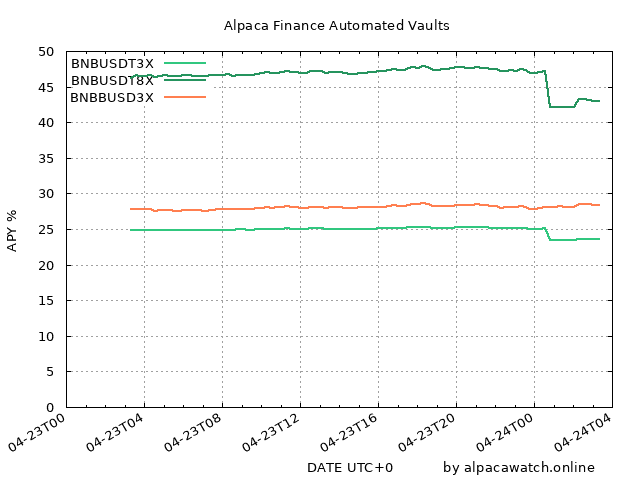 Alpaca Finance Automated Vaults
50
45
40
35
30
25
20
15
10
5
0
APY %
BNBUSDT3X
BNBUSDT8X
BNBBUSD3X
04-23T00
04-23T04
04-23T08
04-23T12
04-23T16
04-23T20
04-24T00
04-24T04
DATE UTC+0
by alpacawatch.online